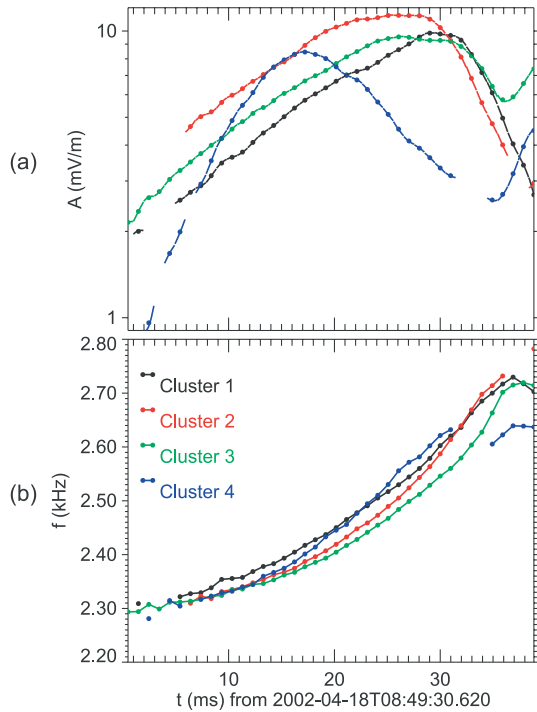 10
(a)
A (mV/m)
1
2.80
Cluster 1
2.70
Cluster 2
Cluster 3
2.60
Cluster 4
(b)
f (kHz)
2.50
2.40
2.30
2.20
10 20 30
t (ms) from 2002-04-18T08:49:30.620